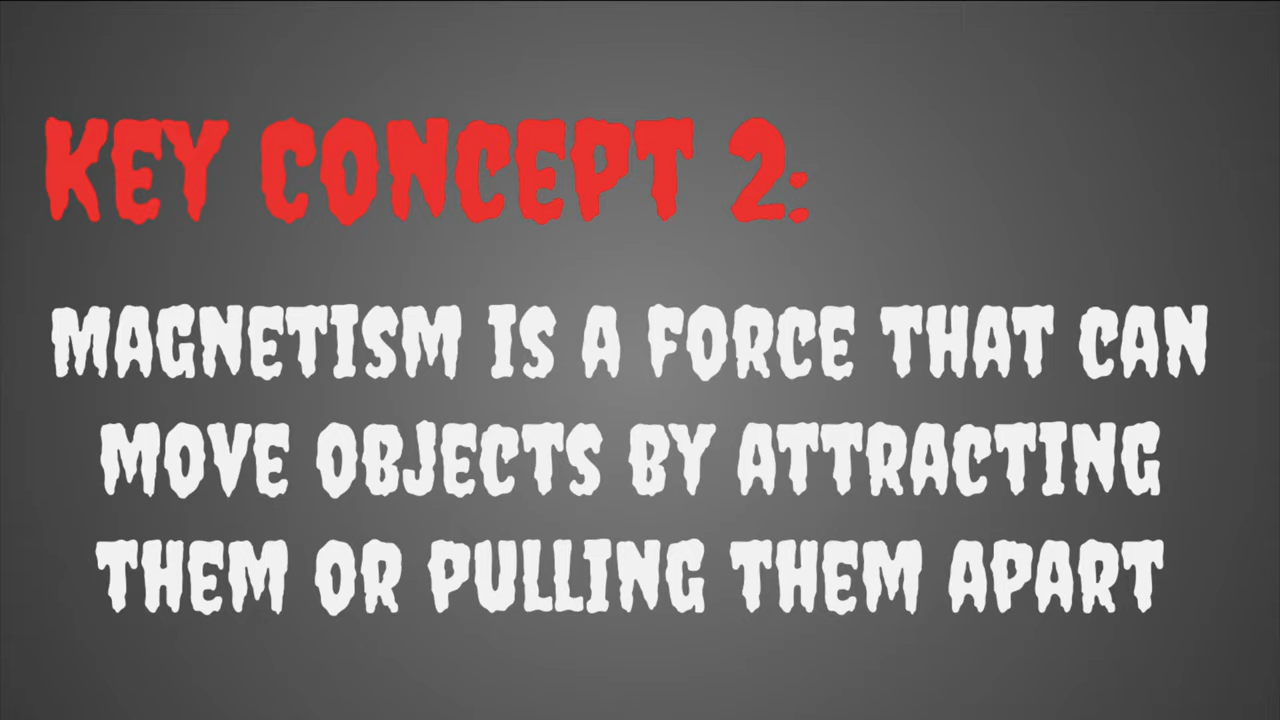 KEY CONCEPT 2:
MAGNETISM IS A FORCE THAT CAN
MOVE OBJECTS BY ATTRACTING
THEM OR PULLING THEM APART